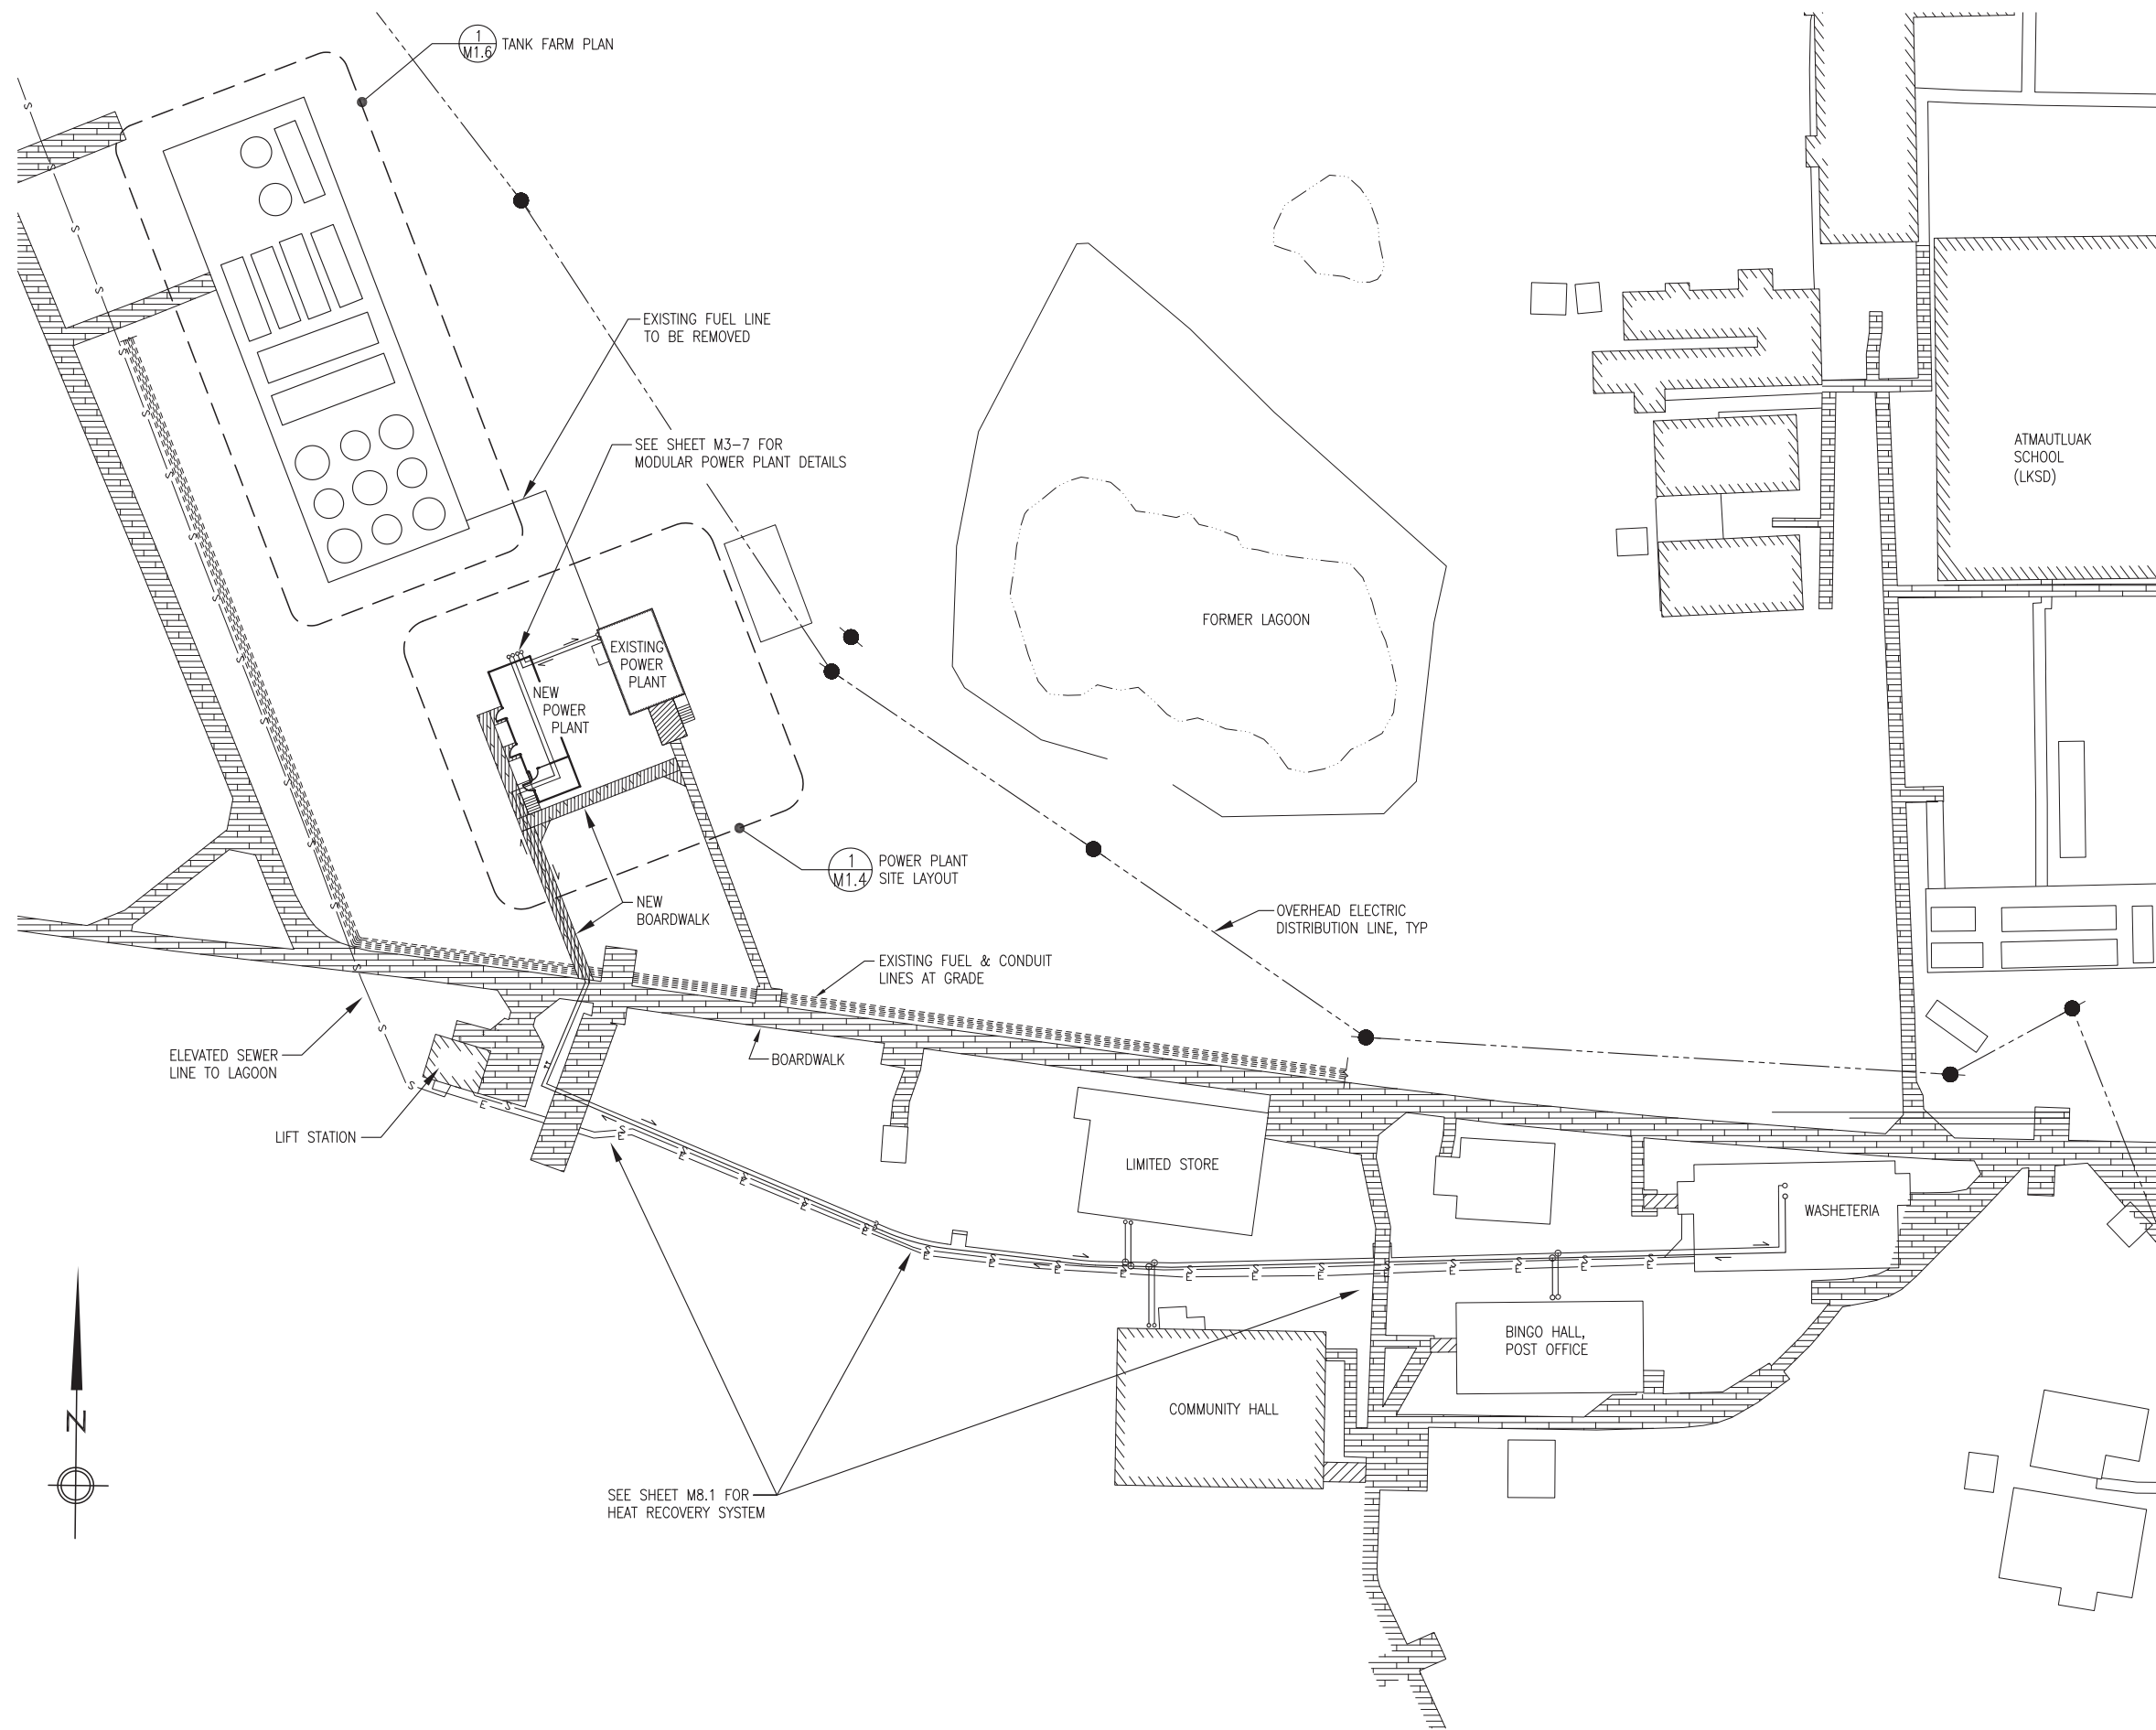 1
M1.6
TANK FARM PLAN
EXISTING FUEL LINE
TO BE REMOVED
SEE SHEET M3-7 FOR
MODULAR POWER PLANT DETAILS
ATMAUTLUAK
SCHOOL
(LKSD)
FORMER LAGOON
EXISTING
POWER
PLANT
NEW
POWER
PLANT
1
M1.4
POWER PLANT
SITE LAYOUT
NEW
BOARDWALK
OVERHEAD ELECTRIC
DISTRIBUTION LINE, TYP
EXISTING FUEL & CONDUIT
LINES AT GRADE
ELEVATED SEWER
LINE TO LAGOON
BOARDWALK
LIFT STATION
LIMITED STORE
WASHETERIA
BINGO HALL,
POST OFFICE
COMMUNITY HALL
SEE SHEET M8.1 FOR
HEAT RECOVERY SYSTEM
N